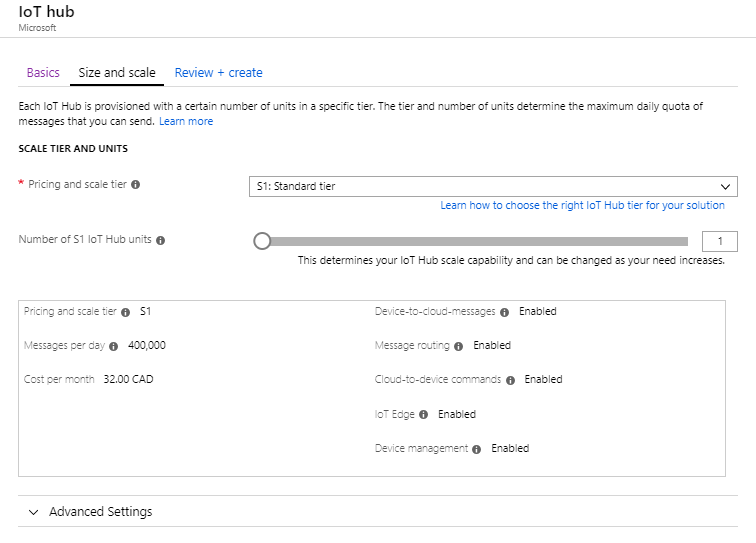 IoT hub
Microsoft
Basics Size and scale Review + create
Each IoT Hub is provisioned with a certain number of units in a specific tier. The tier and number of units determine the maximum daily quota of
messages that you can send. Learn more
SCALE TIER AND UNITS
* Pricing and scale tier S1: Standard tier
Learn how to choose the right IoT Hub tier for your solution
Number of S1 IoT Hub units 1
This determines your IoT Hub scale capability and can be changed as your need increases.
Pricing and scale tier S1 Device-to-cloud-messages Enabled
Messages per day 400,000 Message routing Enabled
Cost per month 32.00 CAD Cloud-to-device commands Enabled
IoT Edge Enabled
Device management Enabled
Advanced Settings